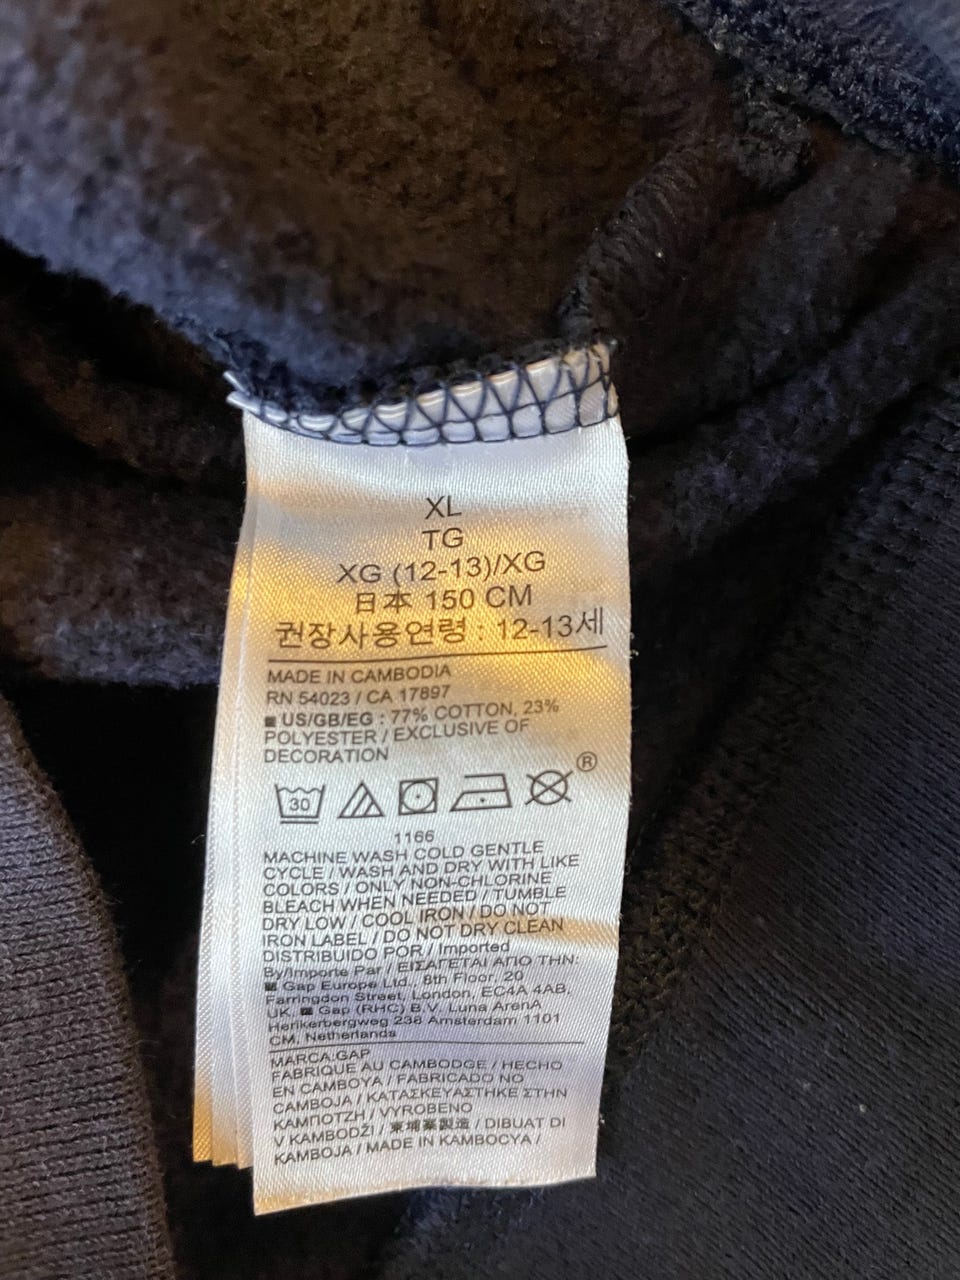 XL
TG
XG (12-13)/XG
日本 150 CM
권장사용연령 : 12-13세
MADE IN CAMBODIA
RN 54023 / CA 17897
■ US/GB/EG : 77% COTTON, 23%
POLYESTER / EXCLUSIVE OF
DECORATION
30
®
1166
MACHINE WASH COLD GENTLE
CYCLE / WASH AND DRY WITH LIKE
COLORS / ONLY NON-CHLORINE
BLEACH WHEN NEEDED / TUMBLE
DRY LOW / COOL IRON / DO NOT
IRON LABEL / DO NOT DRY CLEAN
DISTRIBUIDO POR / Imported
By/Importe Par / ΕΙΣΑΓΕΤΑΙ ΑΠΟ ΤΗΝ:
■ Gap Europe Ltd., 8th Floor, 20
Farringdon Street, London, EC4A 4AB,
UK. ■ Gap (RHC) B.V. Luna ArenA
Herikerbergweg 238 Amsterdam 1101
CM, Netherlands
MARCA:GAP
FABRIQUE AU CAMBODGE / HECHO
EN CAMBOYA / FABRICADO NO
CAMBOJA / ΚΑΤΑΣΚΕΥΑΣΤΗΚΕ ΣΤΗΝ
ΚΑΜΠΟΤΖΗ / VYROBENO
V KAMBODŽI / 柬埔寨製造 / DIBUAT DI
KAMBOJA / MADE IN KAMBOCYA /